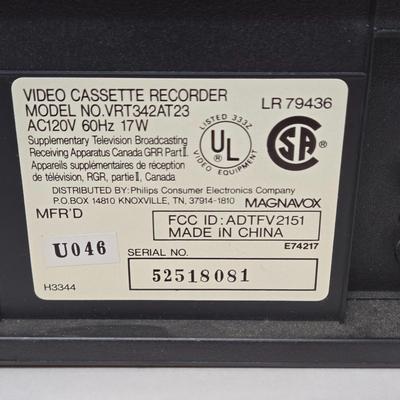 VIDEO CASSETTE RECORDER
MODEL NO.VRT342AT23
AC120V 60Hz 17W
LISTED 333Z
UL
®
VIDEO EQUIPMENT
LR 79436
SA
®
Supplementary Television Broadcasting
Receiving Apparatus Canada GRR Part II.
Appareils supplémentaires de réception
de télévision, RGR, partie II, Canada
DISTRIBUTED BY: Philips Consumer Electronics Company
P.O.BOX 14810 KNOXVILLE, TN, 37914-1810
MAGNAVOX
MFR'D
FCC ID: ADTFV2151
MADE IN CHINA
U046
E74217
SERIAL NO.
52518081
H3344